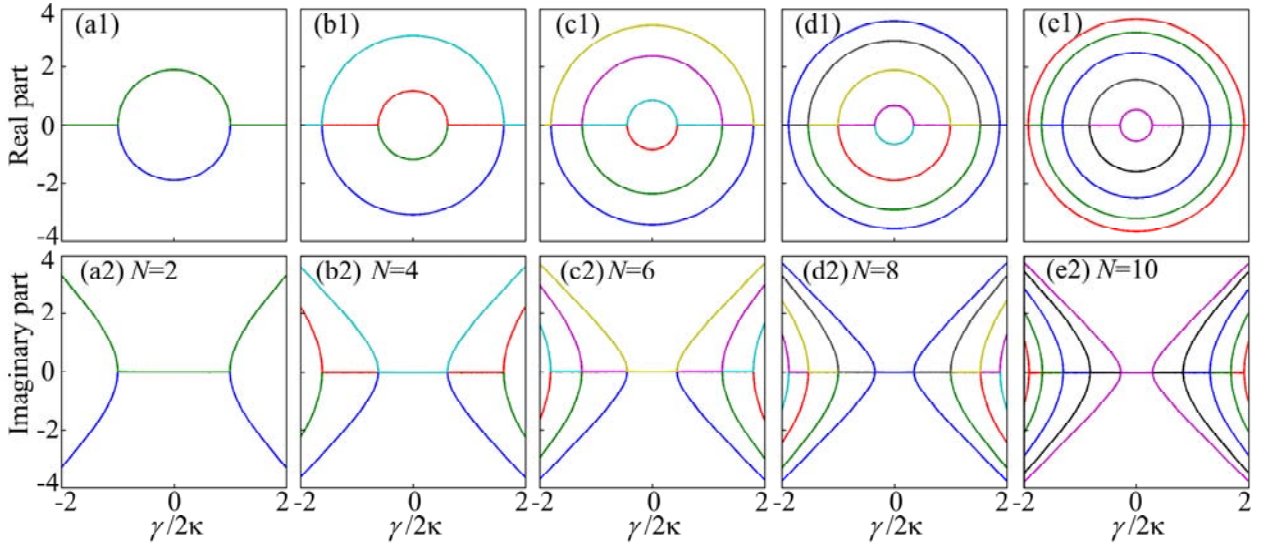 (a1) (b1) (c1) (d1) (e1)
4
2
0
-2
-4
Real part
(a2) N=2 (b2) N=4 (c2) N=6 (d2) N=8 (e2) N=10
4
2
0
-2
-4
Imaginary part
-2 0 2 0 2 -2 0 2 -2 0 2 -2 0 2
γ/2κ γ/2κ γ/2κ γ/2κ γ/2κ